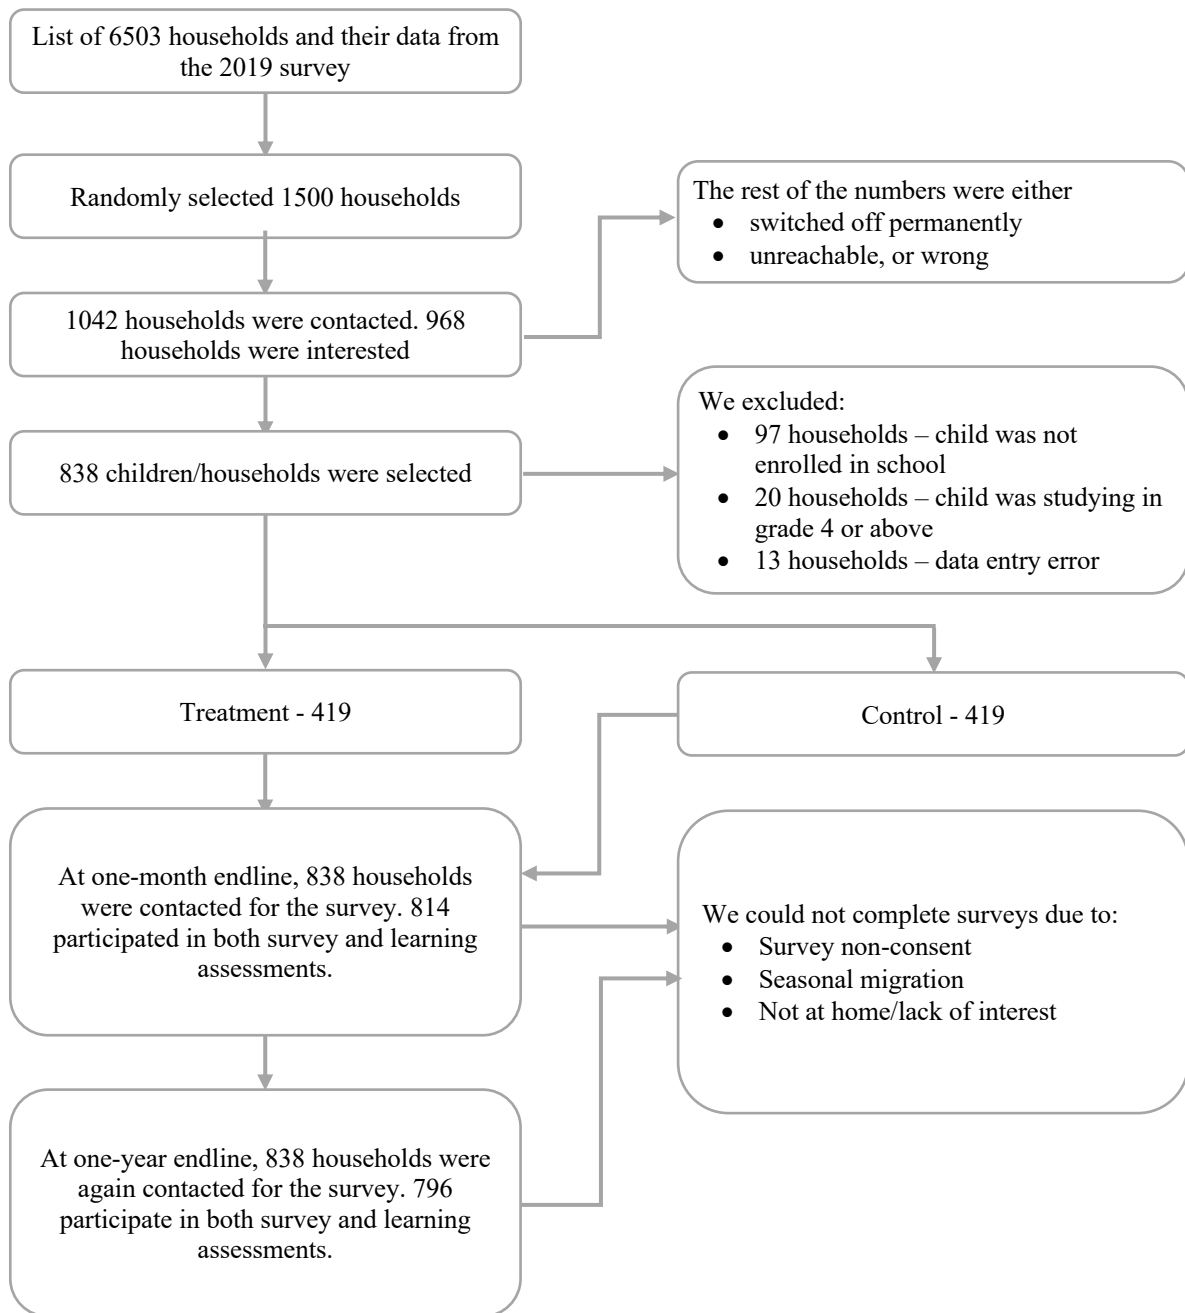 List of 6503 households and their data from
the 2019 survey
Randomly selected 1500 households
The rest of the numbers were either
• switched off permanently
• unreachable, or wrong
1042 households were contacted. 968
households were interested
We excluded:
• 97 households – child was not
enrolled in school
• 20 households – child was studying in
grade 4 or above
• 13 households – data entry error
838 children/households were selected
Treatment - 419
Control - 419
At one-month endline, 838 households
were contacted for the survey. 814
participated in both survey and learning
assessments.
We could not complete surveys due to:
• Survey non-consent
• Seasonal migration
• Not at home/lack of interest
At one-year endline, 838 households were
again contacted for the survey. 796
participate in both survey and learning
assessments.